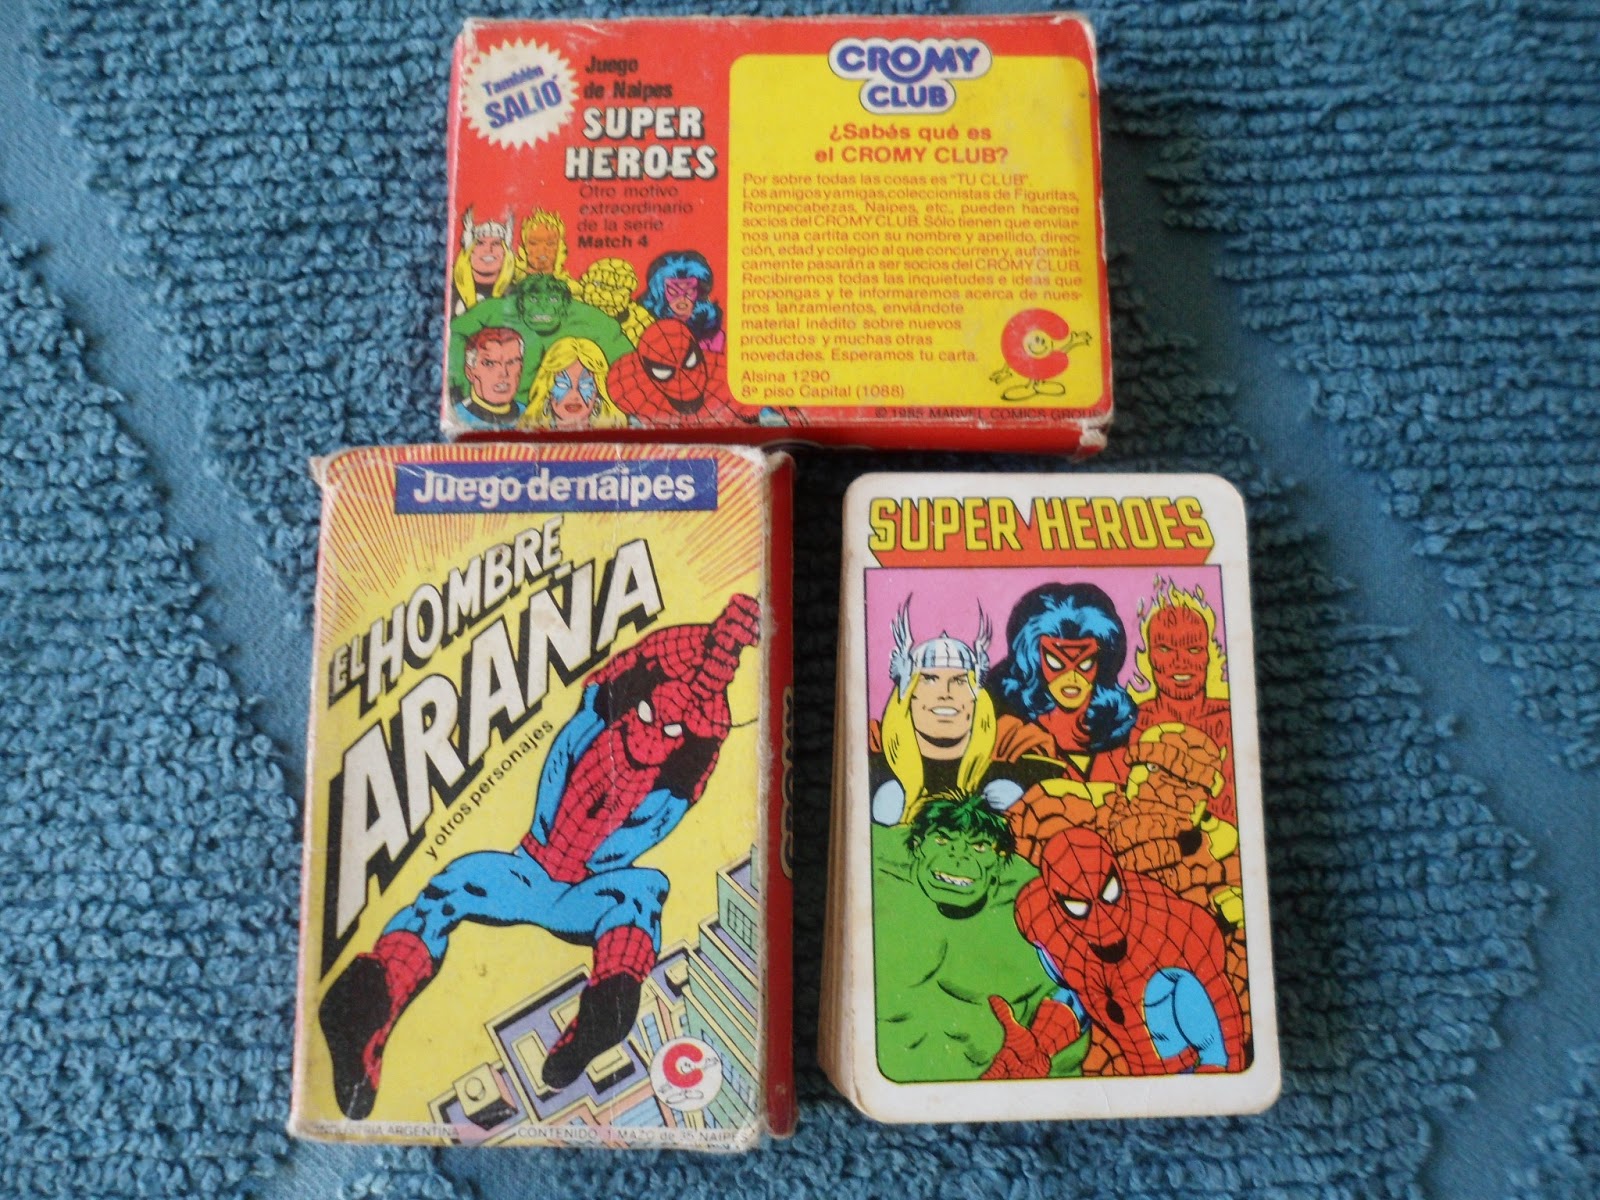 También
SALIÓ
Juego
de Naipes
SUPER
HEROES
Otro motivo
extraordinario
de la serie
Match 4
CROMY
CLUB
¿Sabés qué es
el CROMY CLUB?
Por sobre todas las cosas es "TU CLUB".
Los amigos y amigas, coleccionistas de Figuritas,
Rompecabezas, Naipes, etc., pueden hacerse
socios del CROMY CLUB. Sólo tienen que enviar-
nos una cartita con su nombre y apellido, direc-
ción, edad y colegio al que concurren y, automáti-
camente pasarán a ser socios del CROMY CLUB.
Recibiremos todas las inquietudes e ideas que
propongas y te informaremos acerca de nues-
tros lanzamientos, enviándote
material inédito sobre nuevos
productos y muchas otras
novedades. Esperamos tu carta.
Alsina 1290
8º piso Capital (1088)
© 1985 MARVEL COMICS GROUP
Juego de naipes
EL HOMBRE
ARAÑA
y otros personajes
C
INDUSTRIA ARGENTINA
CONTENIDO 1 MAZO de 35 NAIPES
CROMY
SUPER HEROES